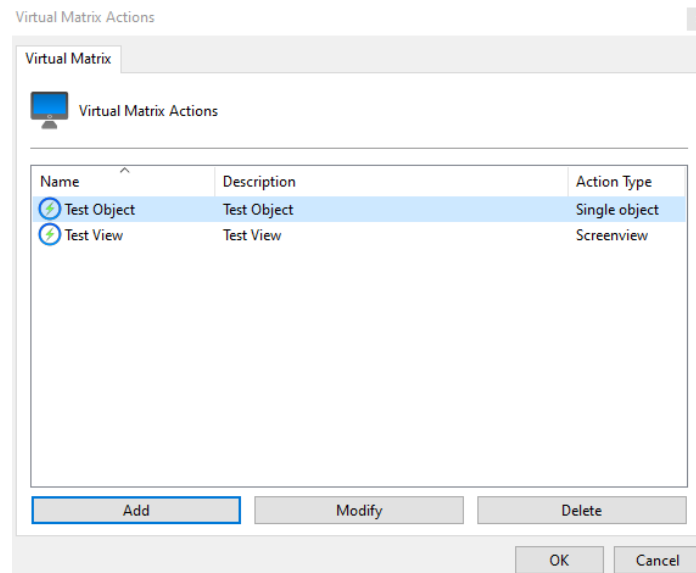 Virtual Matrix Actions
Virtual Matrix
Virtual Matrix Actions
Name Description Action Type
Test Object Test Object Single object
Test View Test View Screenview
Add Modify Delete
OK Cancel